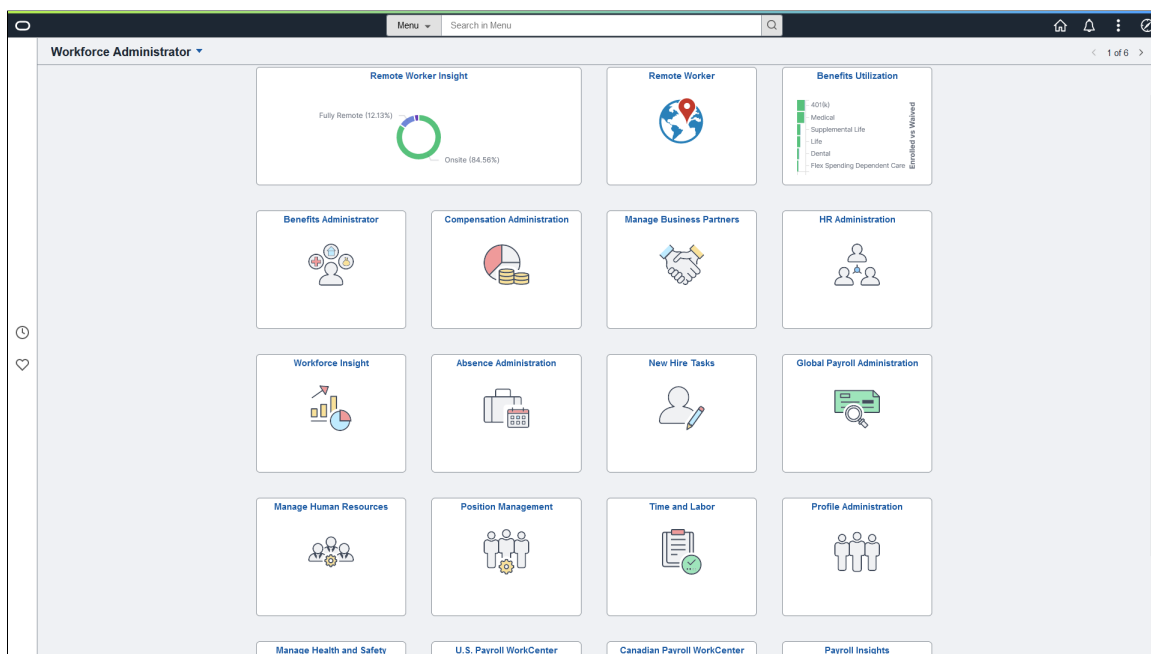 Menu
Search in Menu
Workforce Administrator
1 of 6
Remote Worker Insight
Fully Remote (12.13%)
Onsite (84.56%)
Remote Worker
Benefits Utilization
401(k)
Medical
Supplemental Life
Life
Dental
Flex Spending Dependent Care
Enrolled vs Waived
Benefits Administrator
Compensation Administration
Manage Business Partners
HR Administration
Workforce Insight
Absence Administration
New Hire Tasks
Global Payroll Administration
Manage Human Resources
Position Management
Time and Labor
Profile Administration
Manage Health and Safety
U.S. Payroll WorkCenter
Canadian Payroll WorkCenter
Payroll Insights